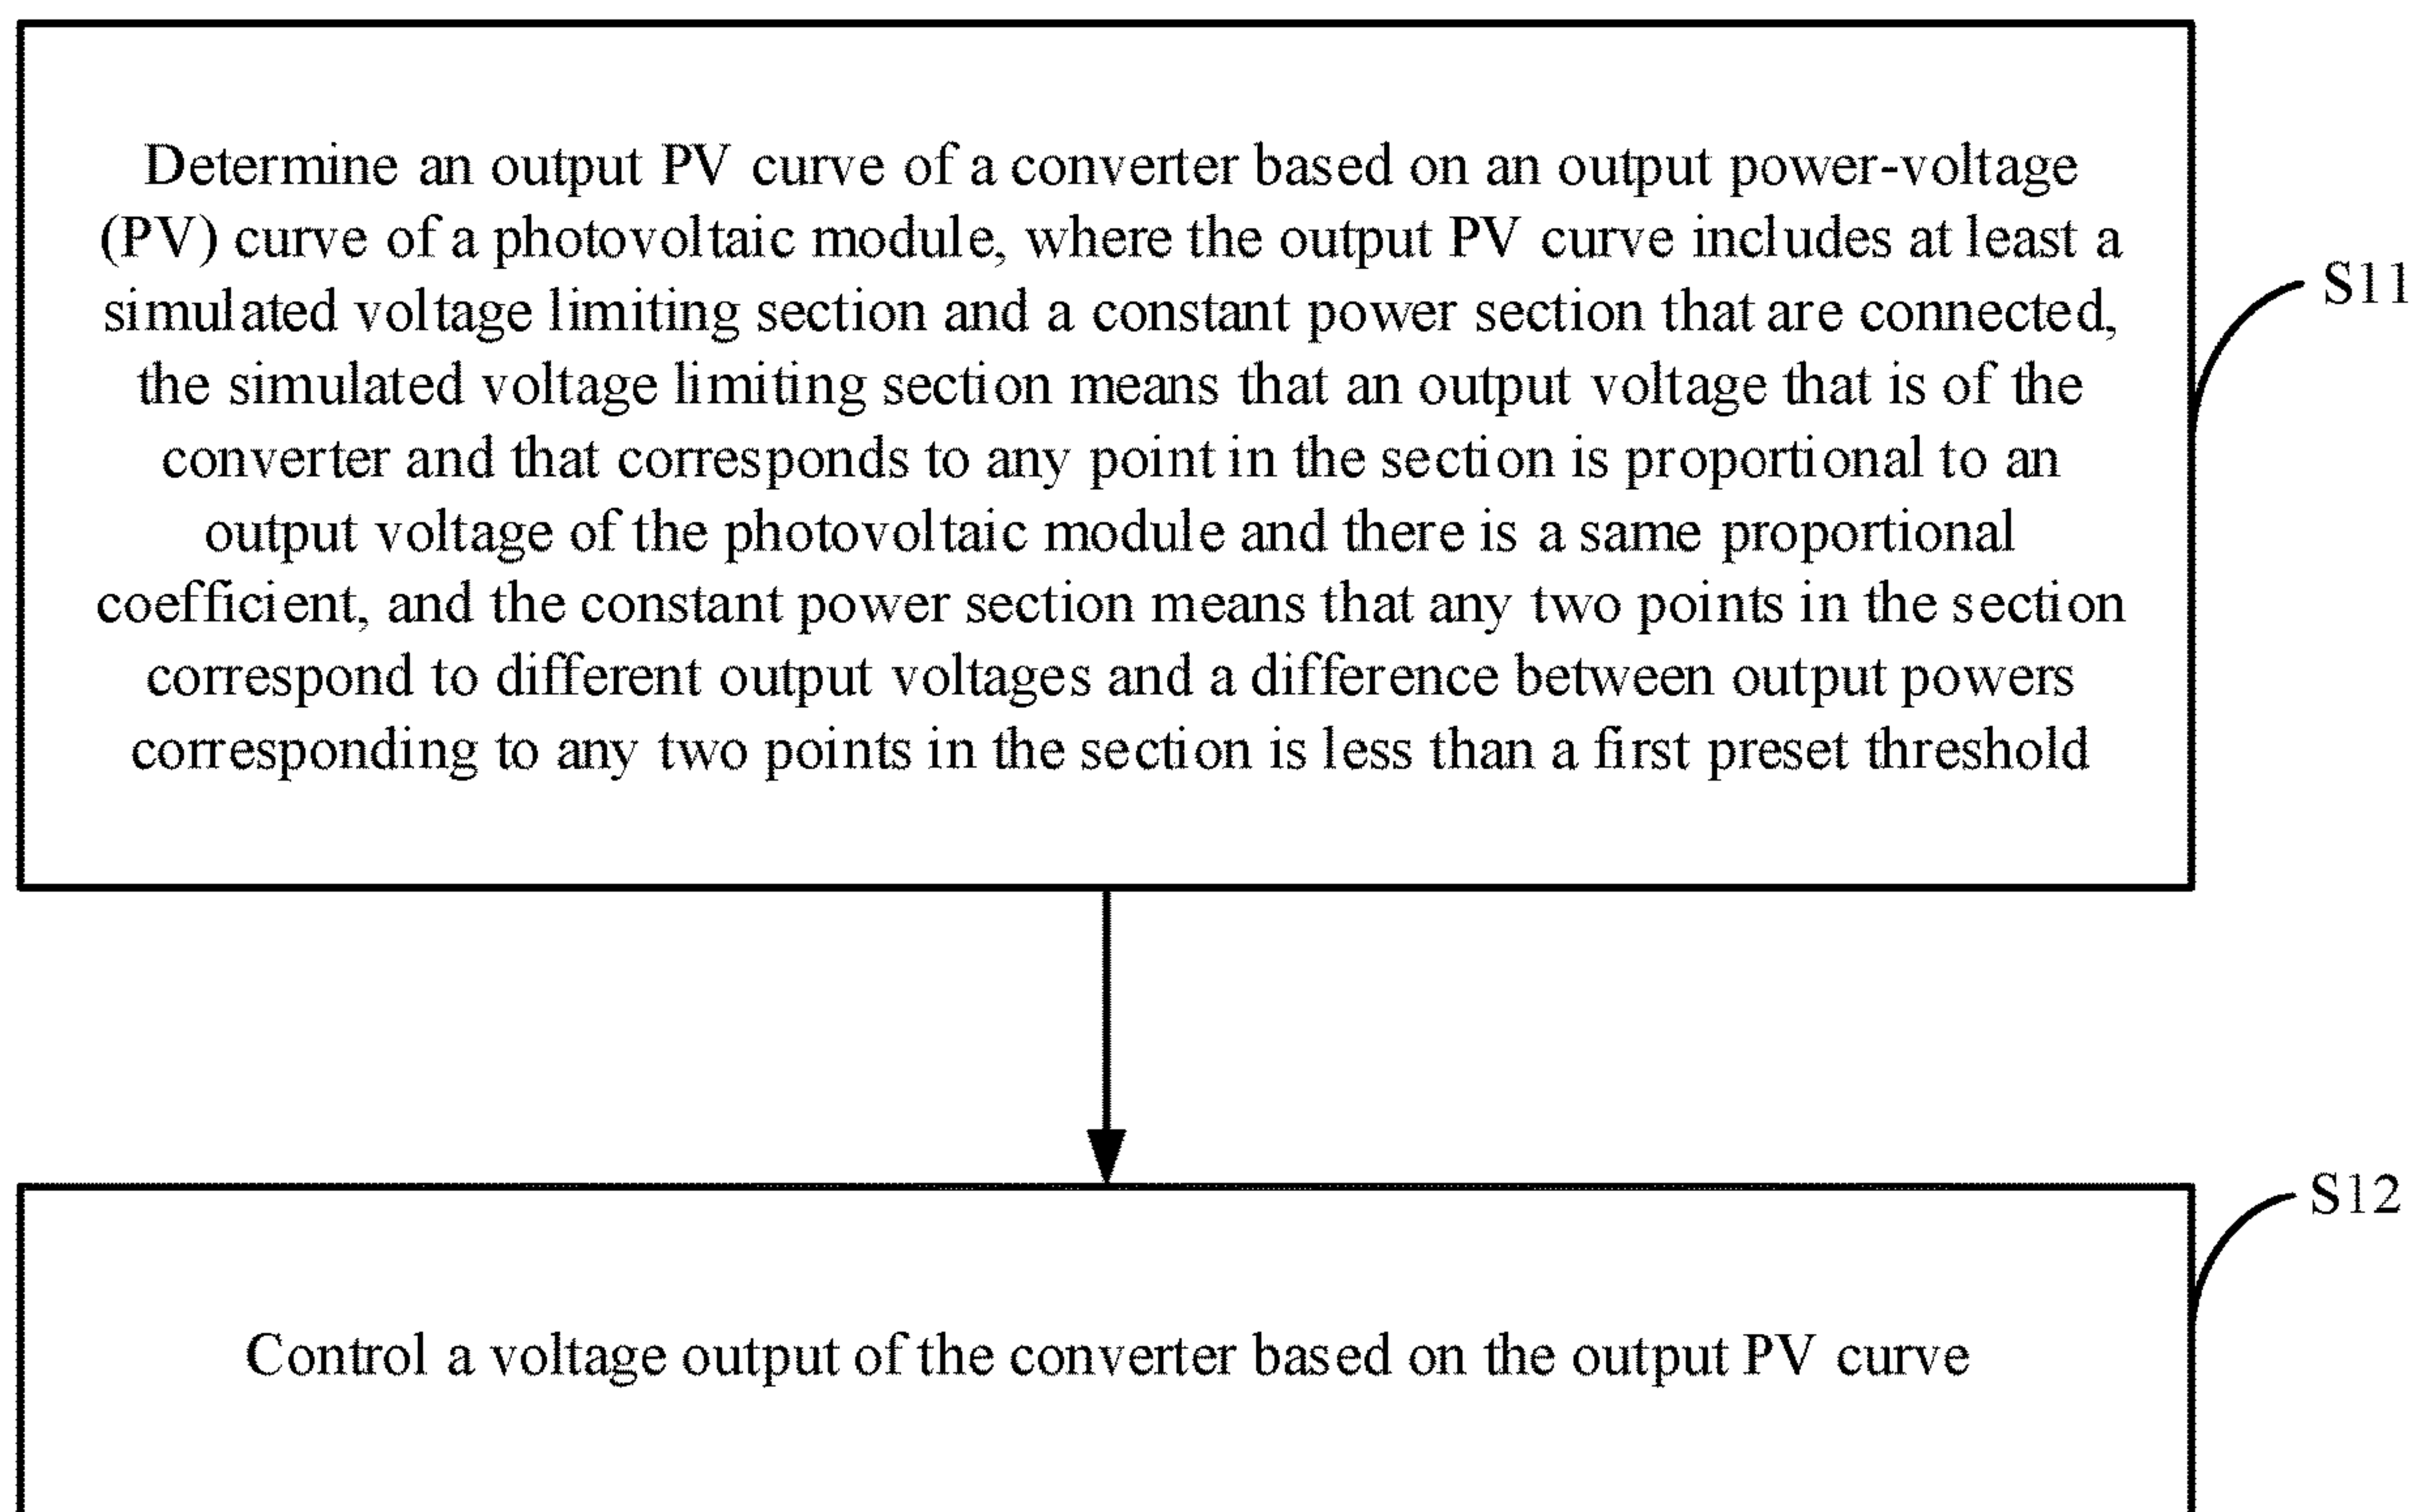 Determine an output PV curve of a converter based on an output power-voltage
(PV) curve of a photovoltaic module, where the output PV curve includes at least a
simulated voltage limiting section and a constant power section that are connected,
the simulated voltage limiting section means that an output voltage that is of the
converter and that corresponds to any point in the section is proportional to an
output voltage of the photovoltaic module and there is a same proportional
coefficient, and the constant power section means that any two points in the section
correspond to different output voltages and a difference between output powers
corresponding to any two points in the section is less than a first preset threshold
S11
S12
Control a voltage output of the converter based on the output PV curve